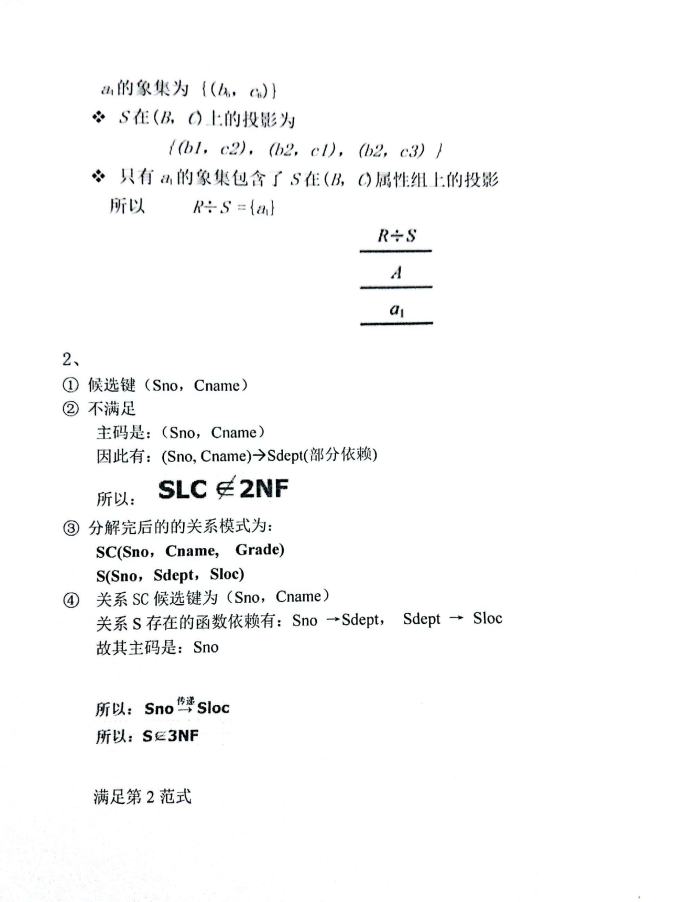 a₁的象集为 {(b₆, c₆)}
❖ S在(B, C)上的投影为
{(b1, c2), (b2, c1), (b2, c3) }
❖ 只有 a₁的象集包含了 S在(B, C)属性组上的投影
所以 R÷S ={a₁}
R÷S
A
a₁
2、
① 候选键（Sno，Cname）
② 不满足
主码是：（Sno，Cname）
因此有：(Sno, Cname)→Sdept(部分依赖)
所以： SLC ∉ 2NF
③ 分解完后的的关系模式为：
SC(Sno，Cname, Grade)
S(Sno，Sdept，Sloc)
④ 关系 SC 候选键为（Sno，Cname）
关系 S 存在的函数依赖有：Sno →Sdept， Sdept → Sloc
故其主码是：Sno
传递
所以：Sno → Sloc
所以：S∉3NF
满足第 2 范式